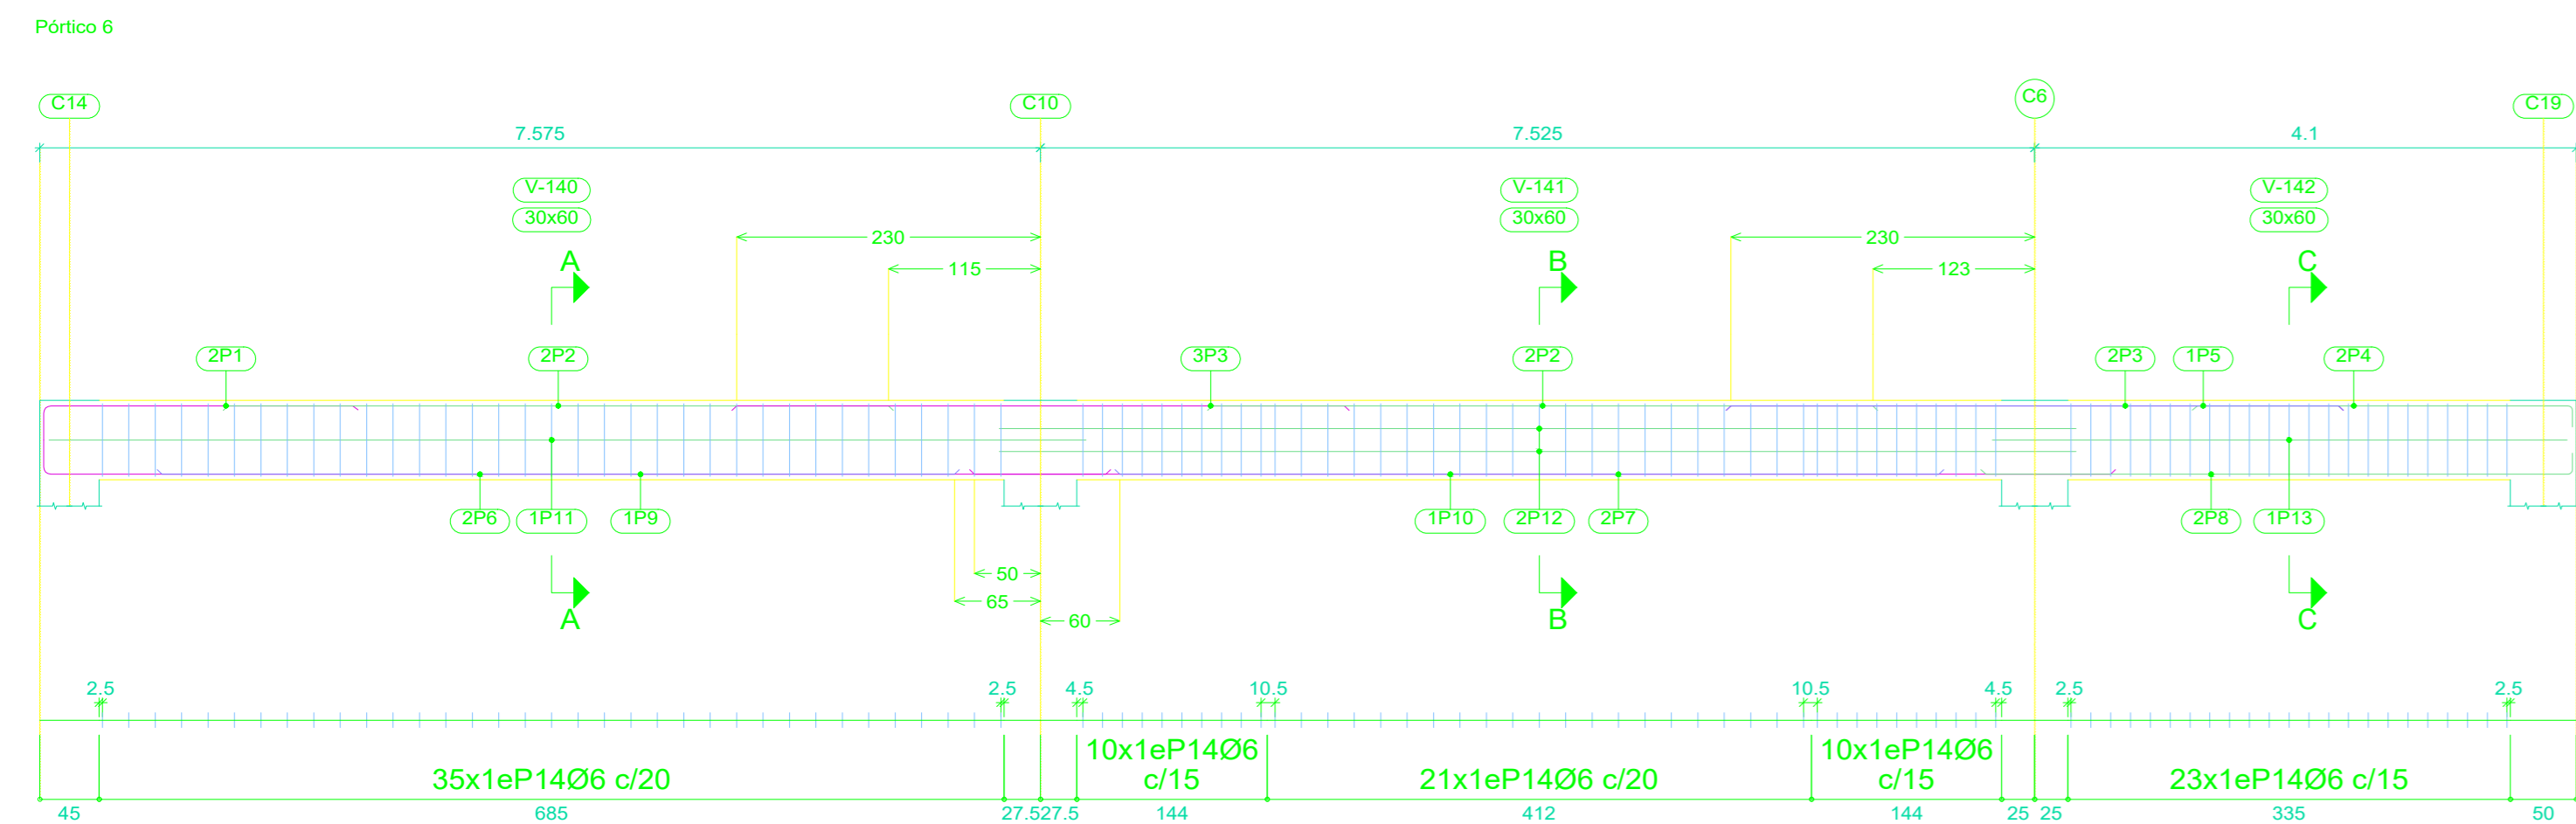 Pórtico 6
C14
C10
C6
C19
7.575
7.525
4.1
V-140
V-141
V-142
30x60
30x60
30x60
230
230
A
B
C
115
123
2P1
2P2
3P3
2P2
2P3
1P5
2P4
2P6
1P11
1P9
1P10
2P12
2P7
2P8
1P13
50
65
A
B
C
60
2.5
2.5
4.5
10.5
10.5
4.5
2.5
2.5
35x1eP14Ø6 c/20
10x1eP14Ø6
c/15
21x1eP14Ø6 c/20
10x1eP14Ø6
c/15
23x1eP14Ø6 c/15
45
685
27.5
27.5
144
412
144
25
25
335
50